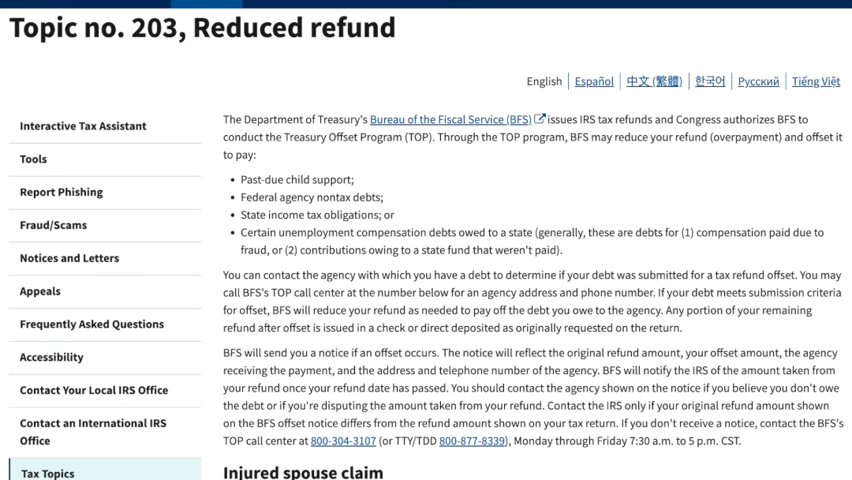 Topic no. 203, Reduced refund
English | Español | 中文 (繁體) | 한국어 | Русский | Tiếng Việt
Interactive Tax Assistant
Tools
Report Phishing
Fraud/Scams
Notices and Letters
Appeals
Frequently Asked Questions
Accessibility
Contact Your Local IRS Office
Contact an International IRS
Office
Tax Topics
The Department of Treasury's Bureau of the Fiscal Service (BFS) issues IRS tax refunds and Congress authorizes BFS to
conduct the Treasury Offset Program (TOP). Through the TOP program, BFS may reduce your refund (overpayment) and offset it
to pay:
• Past-due child support;
• Federal agency nontax debts;
• State income tax obligations; or
• Certain unemployment compensation debts owed to a state (generally, these are debts for (1) compensation paid due to
fraud, or (2) contributions owing to a state fund that weren't paid).
You can contact the agency with which you have a debt to determine if your debt was submitted for a tax refund offset. You may
call BFS's TOP call center at the number below for an agency address and phone number. If your debt meets submission criteria
for offset, BFS will reduce your refund as needed to pay off the debt you owe to the agency. Any portion of your remaining
refund after offset is issued in a check or direct deposited as originally requested on the return.
BFS will send you a notice if an offset occurs. The notice will reflect the original refund amount, your offset amount, the agency
receiving the payment, and the address and telephone number of the agency. BFS will notify the IRS of the amount taken from
your refund once your refund date has passed. You should contact the agency shown on the notice if you believe you don't owe
the debt or if you're disputing the amount taken from your refund. Contact the IRS only if your original refund amount shown
on the BFS offset notice differs from the refund amount shown on your tax return. If you don't receive a notice, contact the BFS's
TOP call center at 800-304-3107 (or TTY/TDD 800-877-8339), Monday through Friday 7:30 a.m. to 5 p.m. CST.
Injured spouse claim